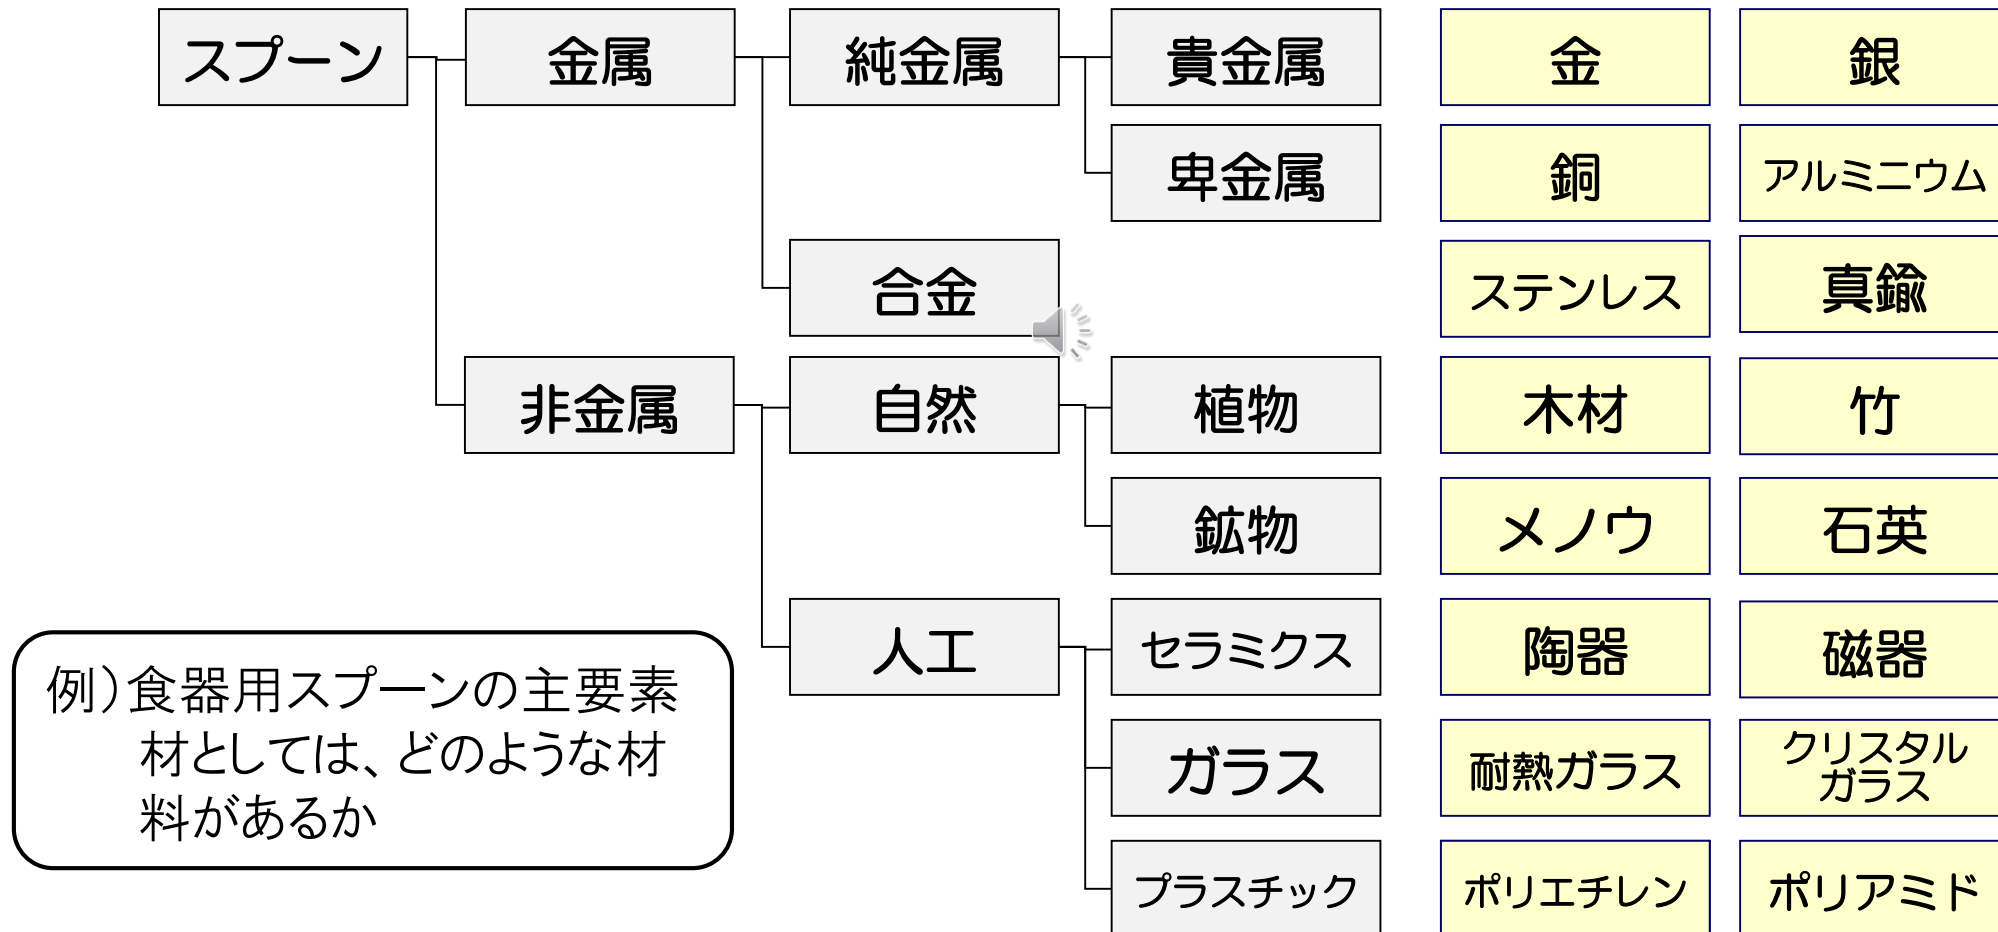 スプーン
金属
純金属
貴金属
金
銀
卑金属
銅
アルミニウム
合金
ステンレス
真鍮
非金属
自然
植物
木材
竹
鉱物
メノウ
石英
人工
セラミクス
陶器
磁器
ガラス
耐熱ガラス
クリスタル
ガラス
プラスチック
ポリエチレン
ポリアミド
例）食器用スプーンの主要素
材としては、どのような材
料があるか